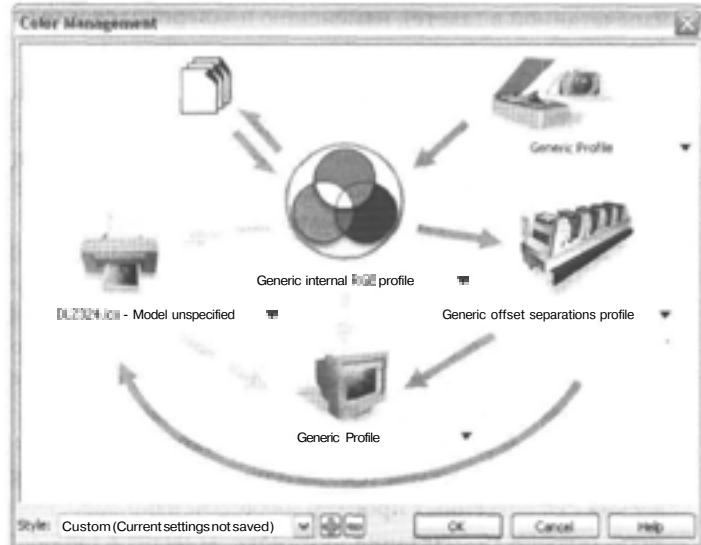 Color Management
Generic Profile
Generic internal RGB profile
- Model unspecified
Generic offset separations profile
Generic Profile
Style: Custom (Current settings not saved)
OK
Cancel
Help